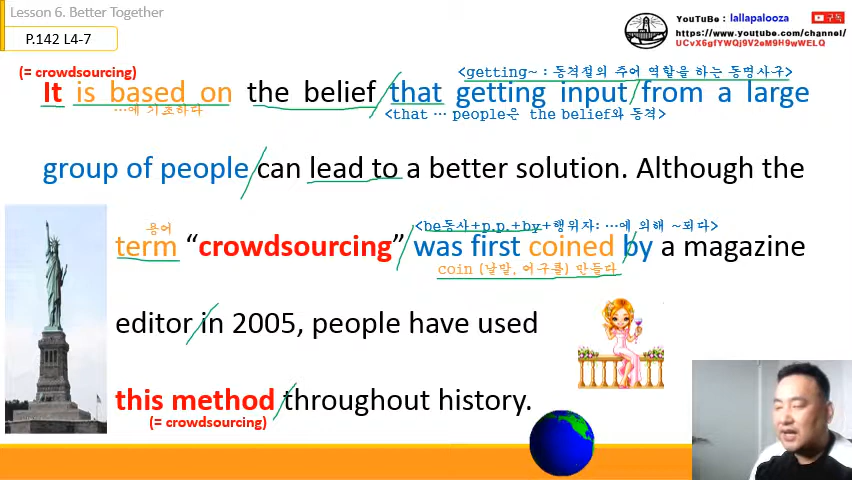 Lesson 6. Better Together
P.142 L4-7
YouTuBe : lallapalooza
구독
https://www.youtube.com/channel/
UCvX6gfYWQj9V2eM9H9wWELQ
(= crowdsourcing)
<getting~ : 동격절의 주어 역할을 하는 동명사구>
It is based on the belief that getting input from a large
…에 기초하다
<that … people은 the belief와 동격>
group of people can lead to a better solution. Although the
용어
<be동사+p.p.+by+행위자: …에 의해 ~되다>
term “crowdsourcing” was first coined by a magazine
coin (낱말, 어구를) 만들다
editor in 2005, people have used
this method throughout history.
(= crowdsourcing)